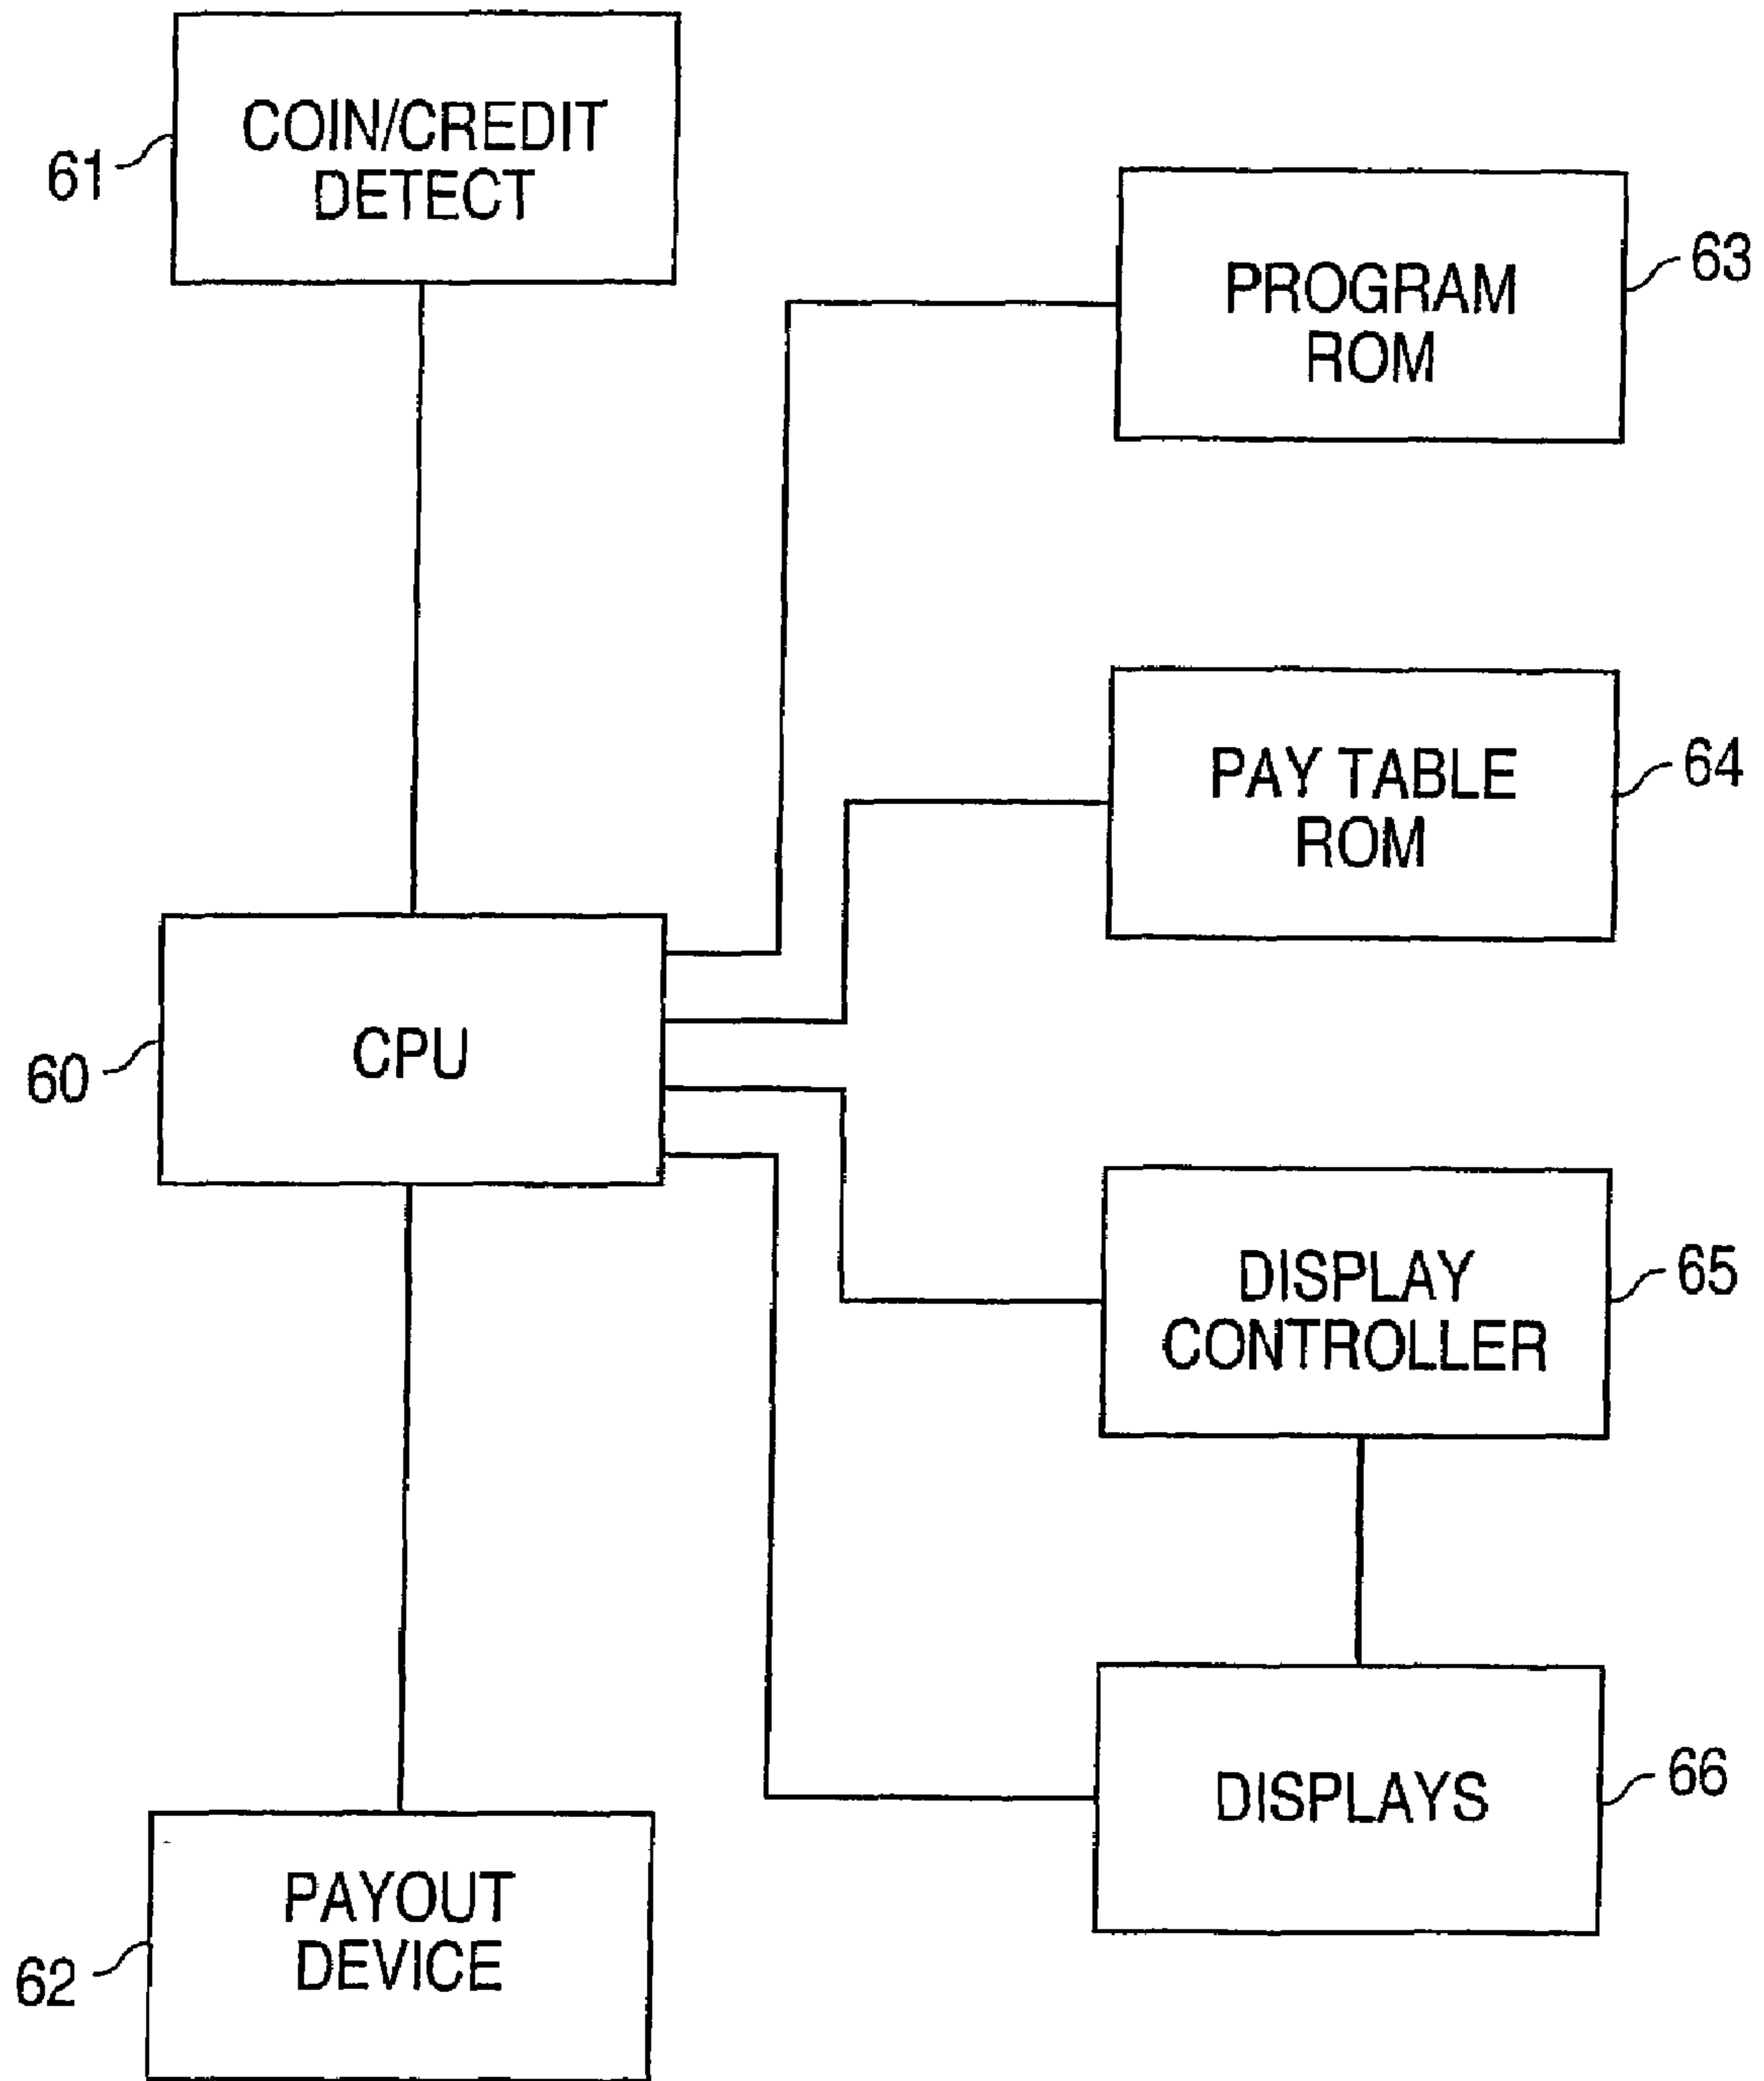 COIN/CREDIT
DETECT
61
PROGRAM
ROM
63
PAY TABLE
ROM
64
CPU
60
DISPLAY
CONTROLLER
65
DISPLAYS
66
PAYOUT
DEVICE
62